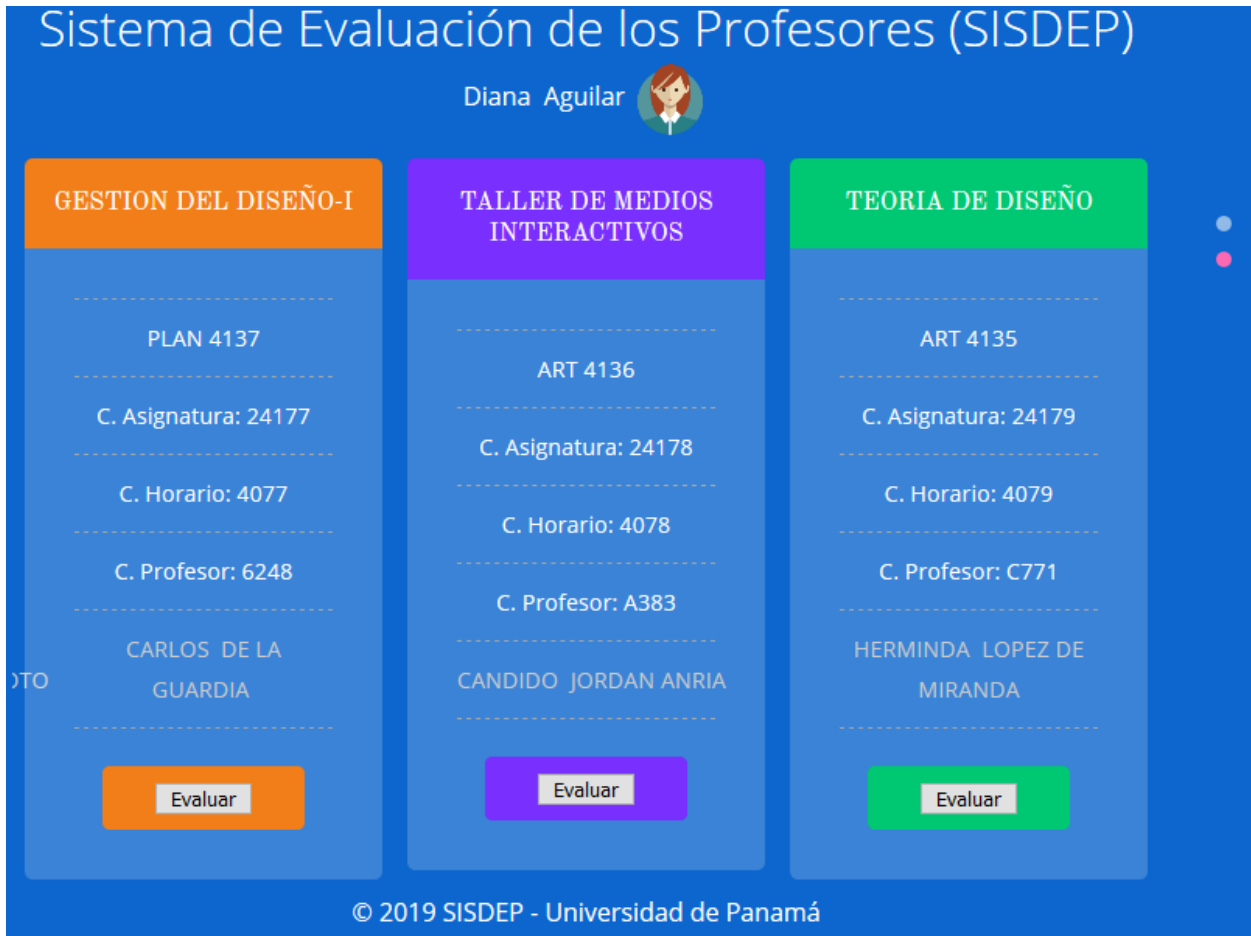 Sistema de Evaluación de los Profesores (SISDEP)
Diana Aguilar
GESTION DEL DISEÑO-I
PLAN 4137
C. Asignatura: 24177
C. Horario: 4077
C. Profesor: 6248
CARLOS DE LA
GUARDIA
Evaluar
TALLER DE MEDIOS
INTERACTIVOS
ART 4136
C. Asignatura: 24178
C. Horario: 4078
C. Profesor: A383
CANDIDO JORDAN ANRIA
Evaluar
TEORIA DE DISEÑO
ART 4135
C. Asignatura: 24179
C. Horario: 4079
C. Profesor: C771
HERMINDA LOPEZ DE
MIRANDA
Evaluar
© 2019 SISDEP - Universidad de Panamá